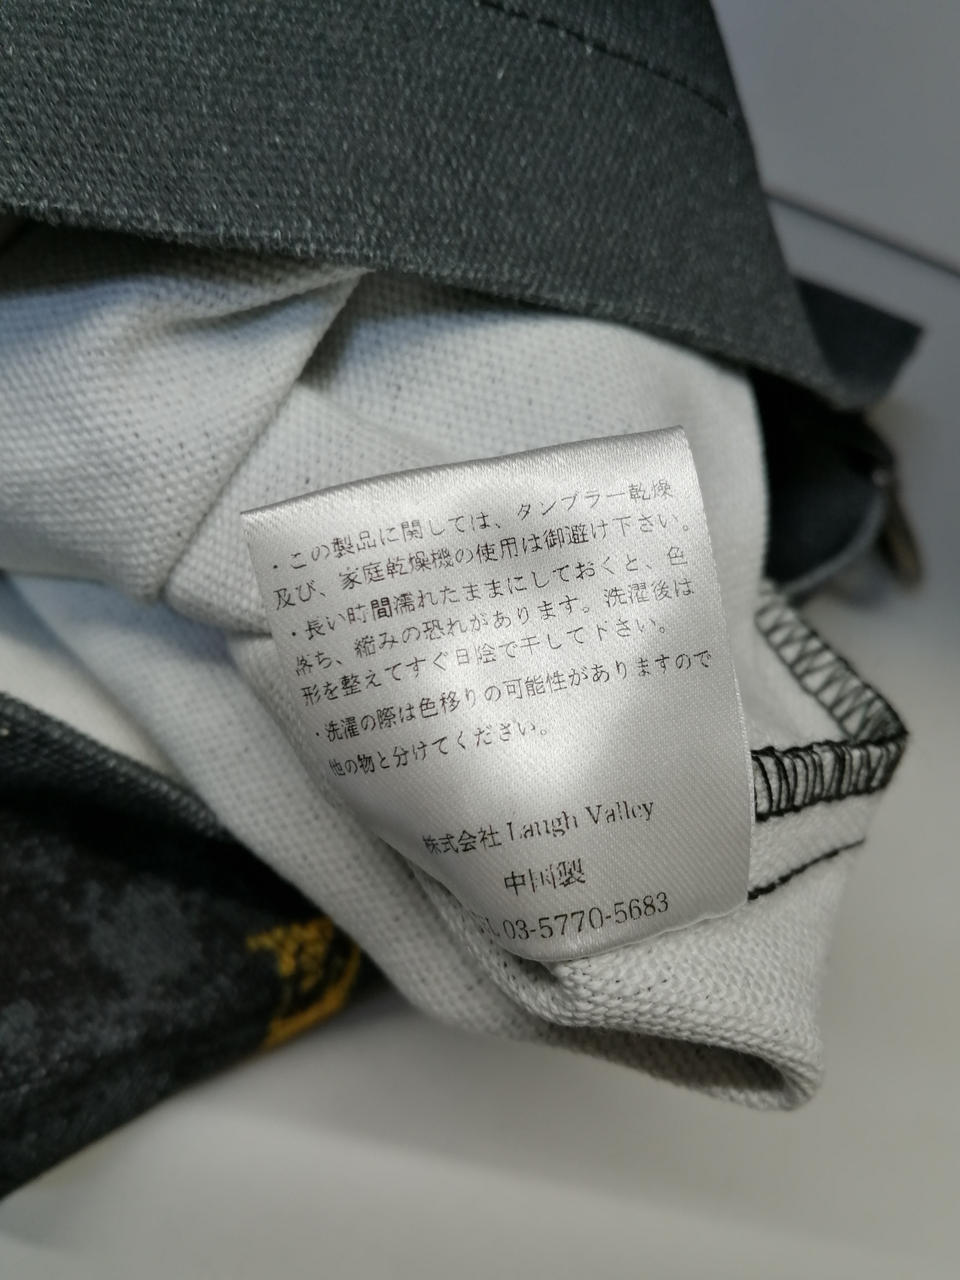 ・この製品に関しては、タンブラー乾燥
及び、家庭乾燥機の使用は御避け下さい。
・長い時間濡れたままにしておくと、色
落ち、縮みの恐れがあります。洗濯後は
形を整えてすぐ日陰で干して下さい。
・洗濯の際は色移りの可能性がありますので
他の物と分けてください。
株式会社 Laugh Valley
中国製
03-5770-5683